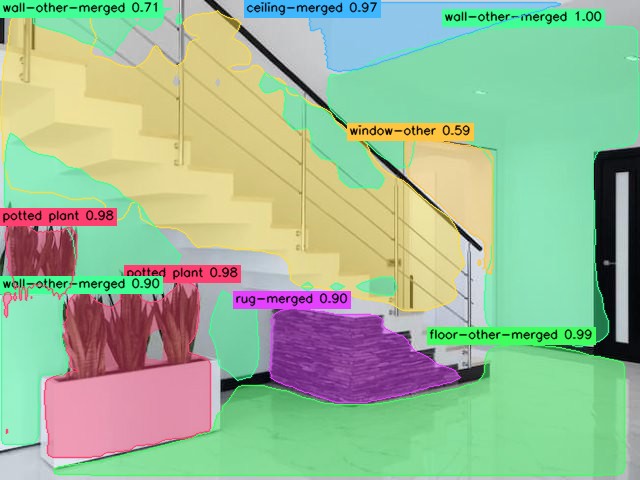 wall-other-merged 0.71
ceiling-merged 0.97
wall-other-merged 1.00
window-other 0.59
potted plant 0.98
wall-other-merged 0.90
potted plant 0.98
rug-merged 0.90
floor-other-merged 0.99